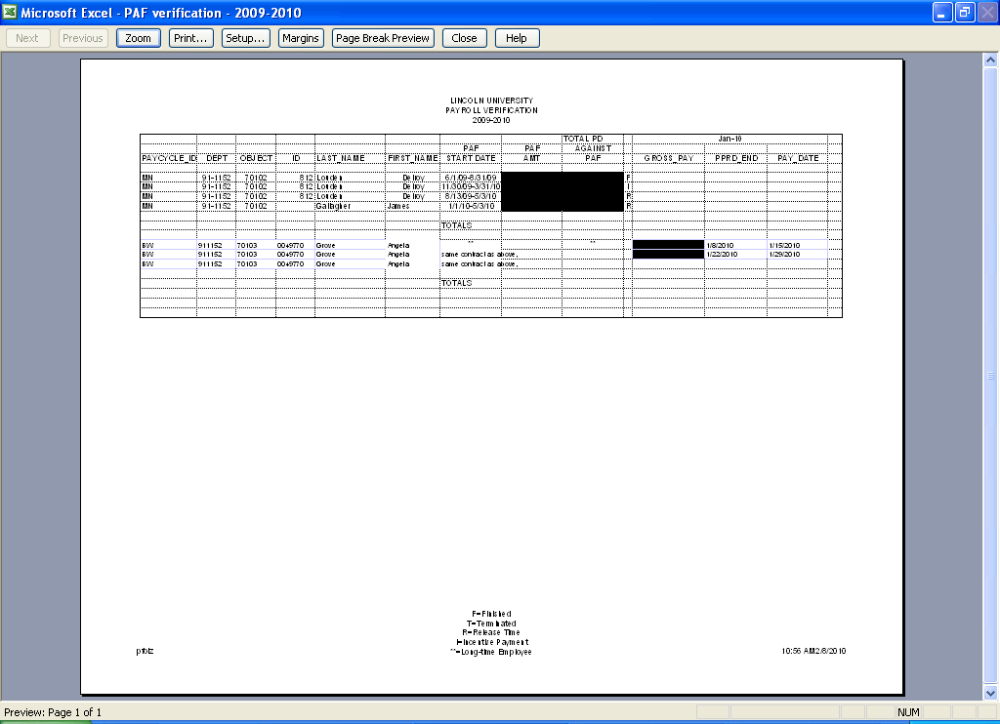 Microsoft Excel - PAF verification - 2009-2010
Next Previous Zoom Print... Setup... Margins Page Break Preview Close Help
LINCOLN UNIVERSITY
PAYROLL VERIFICATION
2009-2010
TOTAL PD Jan-10
PAF PAF AGAINST
PAYCYCLE_ID DEPT OBJECT ID LAST_NAME FIRST_NAME START DATE AMT PAF GROSS_PAY PPRD_END PAY_DATE
MN 91-1152 70102 812 Louden Delroy 6/1/09-8/31/09 F
MN 91-1152 70102 812 Louden Delroy 11/30/09-3/31/10 I
MN 91-1152 70102 812 Louden Delroy 8/13/09-5/3/10 R
MN 91-1152 70102 Gallagher James 1/1/10-5/3/10 R
TOTALS
BW 911152 70103 0049770 Grove Angela ** ** 1/8/2010 1/15/2010
BW 911152 70103 0049770 Grove Angela same contract as above, 1/22/2010 1/29/2010
BW 911152 70103 0049770 Grove Angela same contract as above,
TOTALS
F=Finished
T=Terminated
R=Release Time
I=Incentive Payment
**=Long-time Employee
10:56 AM2/8/2010
Preview: Page 1 of 1 NUM